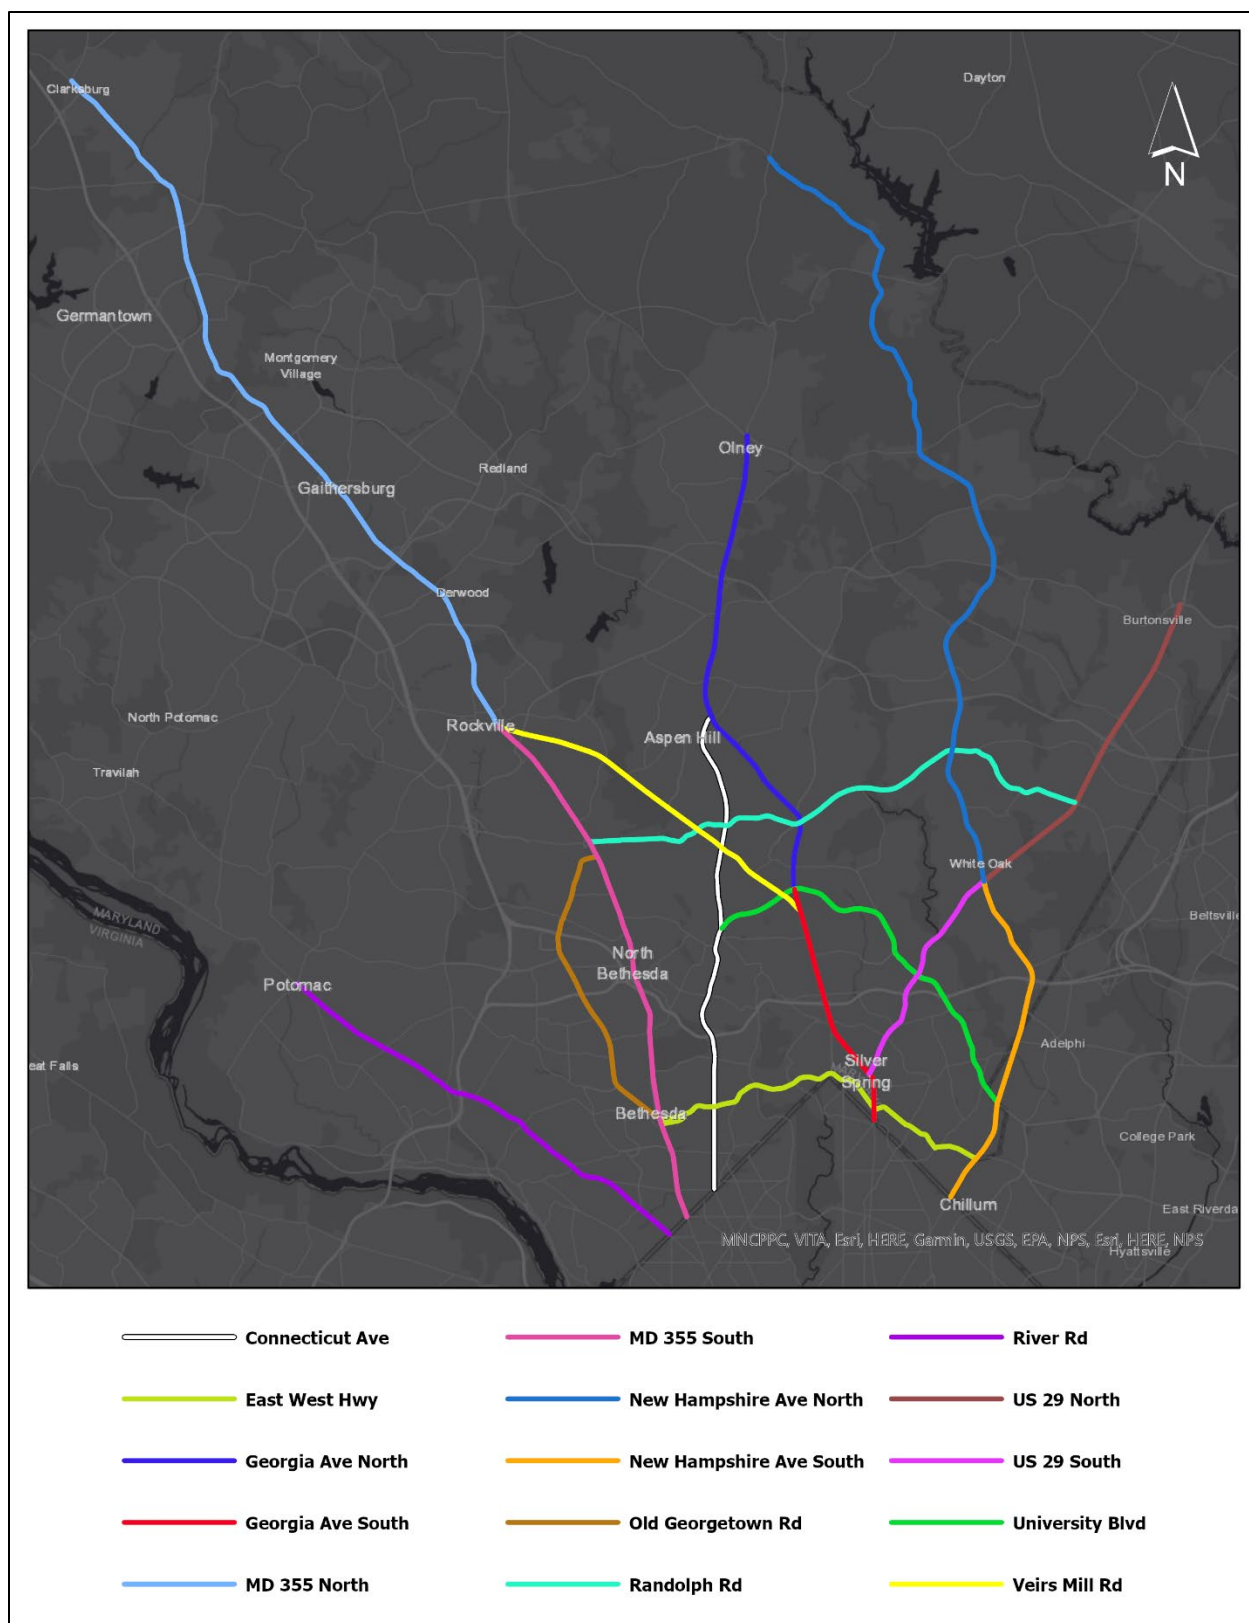 Clarksburg
Dayton
N
Germantown
Montgomery
Village
Olney
Redland
Gaithersburg
Derwood
Burtonsville
North Potomac
Rockville
Aspen Hill
Travilah
White Oak
MARYLAND
VIRGINIA
Beltsville
North
Bethesda
Potomac
Adelphi
eat Falls
Silver
Spring
Bethesda
College Park
Chillum
East Riverda
MNCPPC, VITA, Esri, HERE, Garmin, USGS, EPA, NPS, Esri, HERE, NPS
Hyattsville
Connecticut Ave
MD 355 South
River Rd
East West Hwy
New Hampshire Ave North
US 29 North
Georgia Ave North
New Hampshire Ave South
US 29 South
Georgia Ave South
Old Georgetown Rd
University Blvd
MD 355 North
Randolph Rd
Veirs Mill Rd